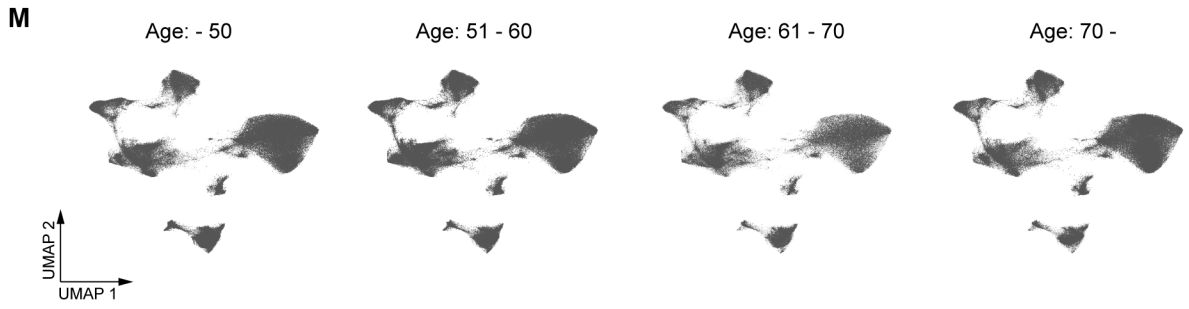 M
Age: - 50
Age: 51 - 60
Age: 61 - 70
Age: 70 -
UMAP 2
UMAP 1